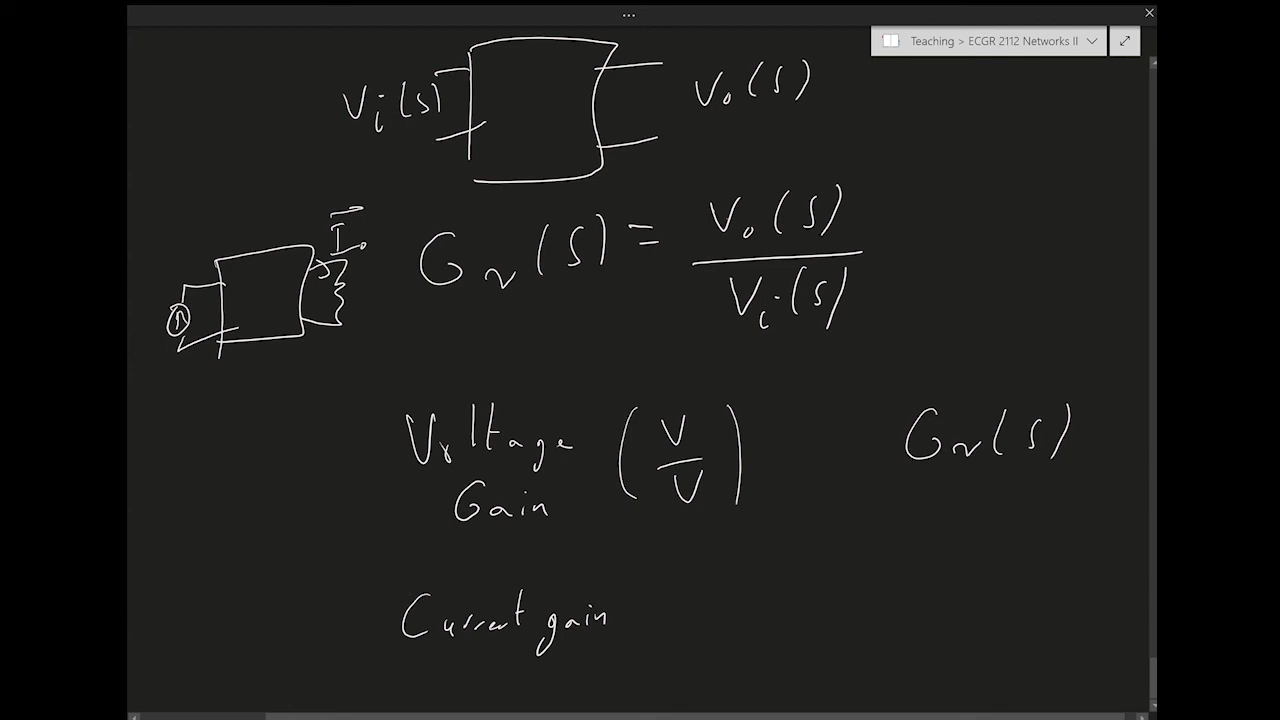 Teaching > ECGR 2112 Networks II
Vi(s) Vo(s)
Io
Gv(s) = Vo(s) / Vi(s)
Voltage Gain (V/V) Gv(s)
Current gain